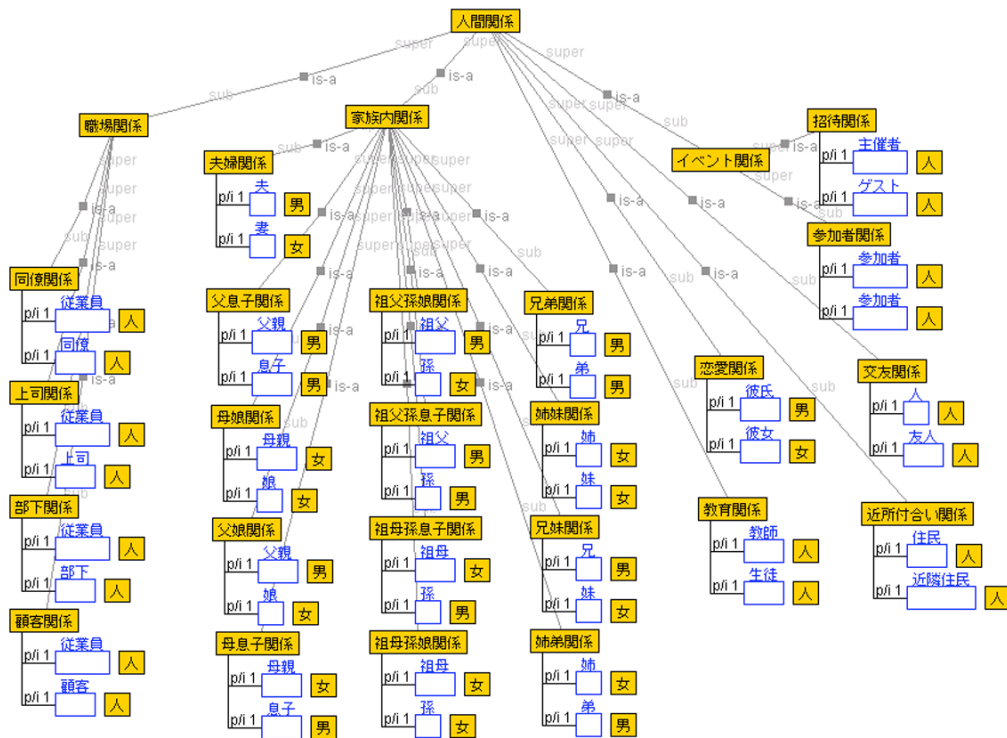 人間関係
super
super
super
is-a
is-a
is-a
sub
sub
sub
職場関係
super
is-a
is-a
is-a
super
super
sub
sub
同僚関係
p/i 1 従業員 人
p/i 1 同僚 人
上司関係
p/i 1 従業員 人
p/i 1 上司 人
部下関係
p/i 1 従業員 人
p/i 1 部下 人
顧客関係
p/i 1 従業員 人
p/i 1 顧客 人
家族内関係
super
super
super
super
super
is-a
is-a
is-a
is-a
is-a
is-a
is-a
is-a
is-a
is-a
is-a
sub
sub
sub
sub
夫婦関係
p/i 1 夫 男
p/i 1 妻 女
父息子関係
p/i 1 父親 男
p/i 1 息子 男
母娘関係
p/i 1 母親 女
p/i 1 娘 女
父娘関係
p/i 1 父親 男
p/i 1 娘 女
母息子関係
p/i 1 母親 女
p/i 1 息子 男
祖父孫娘関係
p/i 1 祖父 男
p/i 1 孫 女
祖父孫息子関係
p/i 1 祖父 男
p/i 1 孫 男
祖母孫息子関係
p/i 1 祖母 女
p/i 1 孫 男
祖母孫娘関係
p/i 1 祖母 女
p/i 1 孫 女
兄弟関係
p/i 1 兄 男
p/i 1 弟 男
姉妹関係
p/i 1 姉 女
p/i 1 妹 女
兄妹関係
p/i 1 兄 男
p/i 1 妹 女
姉弟関係
p/i 1 姉 女
p/i 1 弟 男
super
super
is-a
is-a
is-a
is-a
sub
sub
恋愛関係
p/i 1 彼氏 男
p/i 1 彼女 女
教育関係
p/i 1 教師 人
p/i 1 生徒 人
イベント関係
super
is-a
is-a
sub
招待関係
p/i 1 主催者 人
p/i 1 ゲスト 人
参加者関係
p/i 1 参加者 人
p/i 1 参加者 人
交友関係
p/i 1 人 人
p/i 1 友人 人
近所付合い関係
p/i 1 住民 人
p/i 1 近隣住民 人